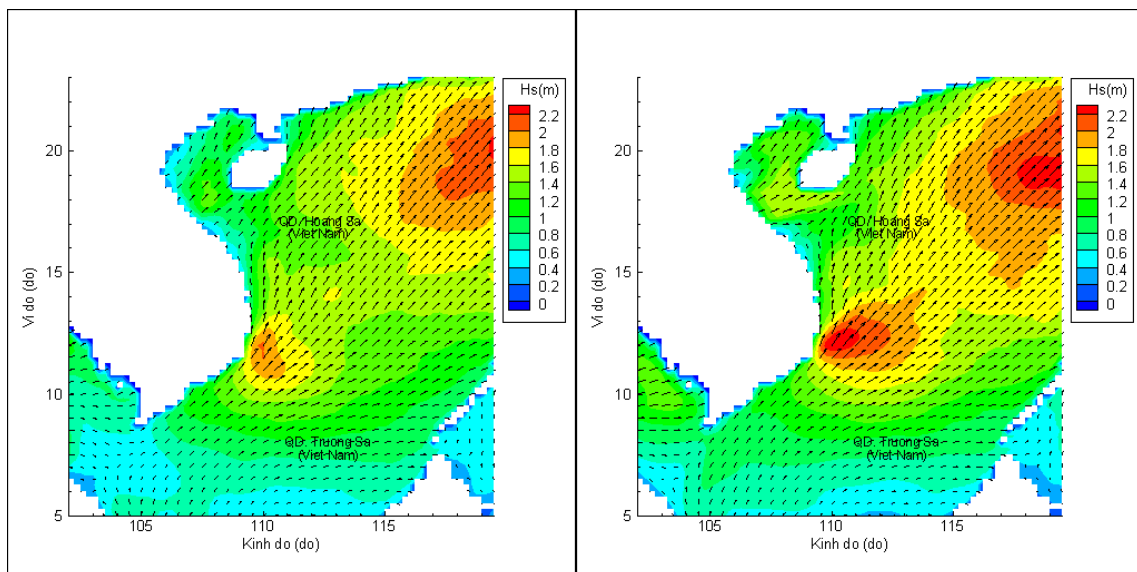 Hs(m)
2.2
2
1.8
1.6
1.4
1.2
1
0.8
0.6
0.4
0.2
0
20
15
10
5
Vi do (do)
QD. Hoang Sa
(Viet Nam)
QD. Truong Sa
(Viet Nam)
105
110
115
Kinh do (do)
Hs(m)
2.2
2
1.8
1.6
1.4
1.2
1
0.8
0.6
0.4
0.2
0
20
15
10
5
Vi do (do)
QD. Hoang Sa
(Viet Nam)
QD. Truong Sa
(Viet Nam)
105
110
115
Kinh do (do)